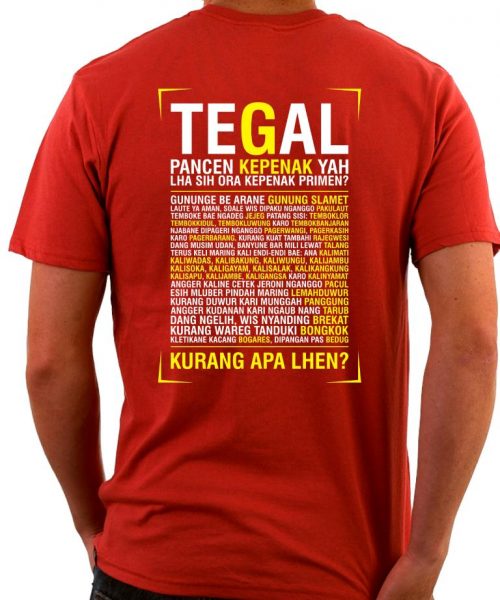 TEGAL
PANCEN KEPENAK YAH
LHA SIH ORA KEPENAK PRIMEN?
GUNUNGE BE ARANE GUNUNG SLAMET
LAUTE YA AMAN, SOALE WIS DIPAKU NGANGGO PAKULAUT
TEMBOKE BAE NGADEG JEJEG PATANG SISI: TEMBOKLOR
TEMBOKKIDUL, TEMBOKLUWUNG KARO TEMBOKBANJARAN
NJABANE DIPAGERI NGANGGO PAGERWANGI, PAGERKASIH
KARO PAGERBARANG, KURANG KUAT TAMBAHI RAJEGWESI
DANG MUSIM UDAN, BANYUNE BAR MILI LEWAT TALANG
TERUS KELI MARING KALI ENDI-ENDI BAE: ANA KALIMATI
KALIWADAS, KALIBAKUNG, KALIWUNGU, KALIJAMBU
KALISOKA, KALIGAYAM, KALISALAK, KALIKANGKUNG
KALISAPU, KALIJAMBE, KALIGANGSA KARO KALINYAMAT
ANGGER KALINE CETEK JERONI NGANGGO PACUL
ESIH MLUBER PINDAH MARING LEMAHDUWUR
KURANG DUWUR KARI MUNGGAH PANGGUNG
ANGGER KUDANAN KARI NGAUB NANG TARUB
DANG NGELIH, WIS NYANDING BREKAT
KURANG WAREG TANDUKI BONGKOK
KLETIKANE KACANG BOGARES, DIPANGAN PAS BEDUG
KURANG APA LHEN?